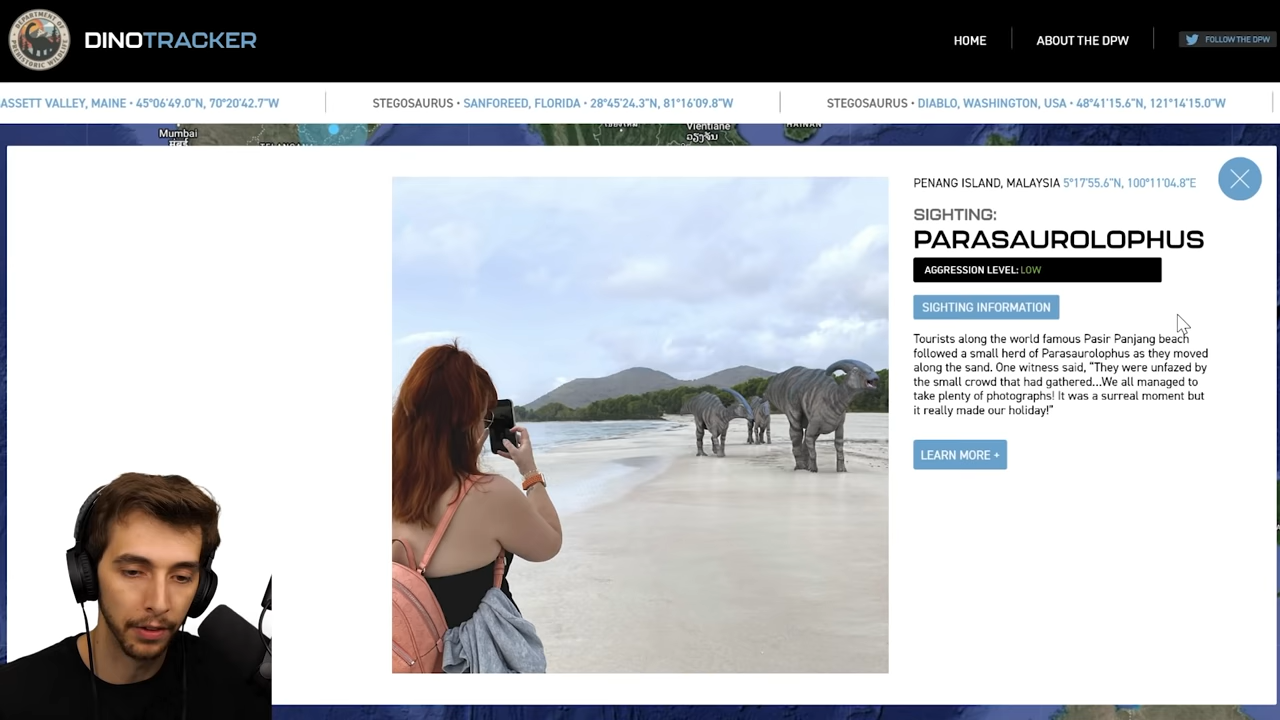 DEPARTMENT OF
PREHISTORIC WILDLIFE
DINOTRACKER
HOME
ABOUT THE DPW
FOLLOW THE DPW
ASSETT VALLEY, MAINE • 45°06'49.0"N, 70°20'42.7"W
STEGOSAURUS • SANFOREED, FLORIDA • 28°45'24.3"N, 81°16'09.8"W
STEGOSAURUS • DIABLO, WASHINGTON, USA • 48°41'15.6"N, 121°14'15.0"W
Mumbai
Vientiane
PENANG ISLAND, MALAYSIA 5°17'55.6"N, 100°11'04.8"E
SIGHTING:
PARASAUROLOPHUS
AGGRESSION LEVEL: LOW
SIGHTING INFORMATION
Tourists along the world famous Pasir Panjang beach
followed a small herd of Parasaurolophus as they moved
along the sand. One witness said, "They were unfazed by
the small crowd that had gathered...We all managed to
take plenty of photographs! It was a surreal moment but
it really made our holiday!"
LEARN MORE +